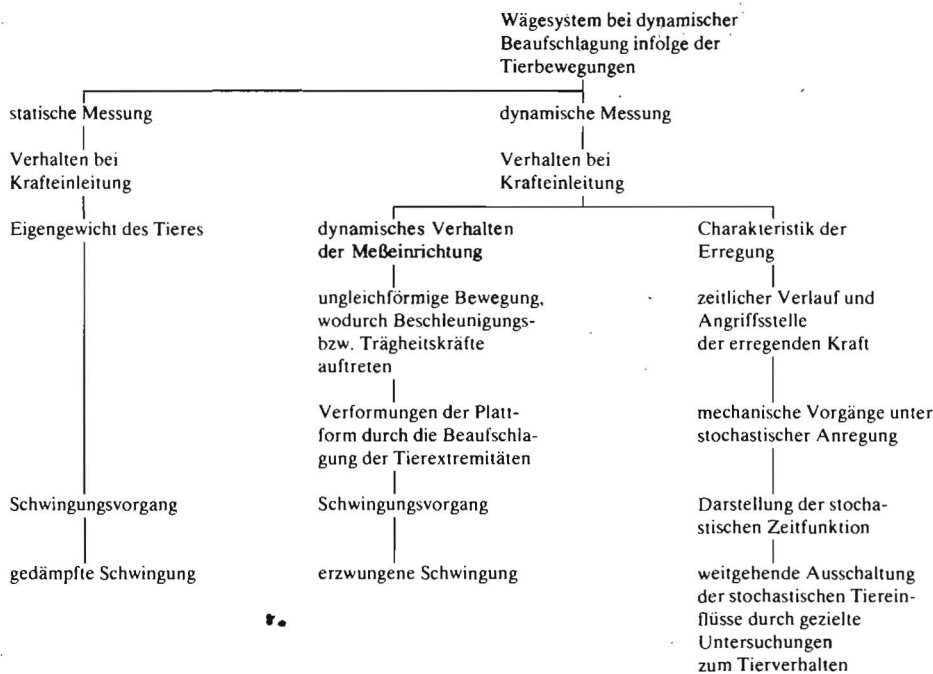 Wägesystem bei dynamischer
Beaufschlagung infolge der
Tierbewegungen
statische Messung
Verhalten bei
Krafteinleitung
Eigengewicht des Tieres
Schwingungsvorgang
gedämpfte Schwingung
dynamische Messung
Verhalten bei
Krafteinleitung
dynamisches Verhalten
der Meßeinrichtung
ungleichförmige Bewegung,
wodurch Beschleunigungs-
bzw. Trägheitskräfte
auftreten
Verformungen der Platt-
form durch die Beaufschla-
gung der Tierextremitäten
Schwingungsvorgang
erzwungene Schwingung
Charakteristik der
Erregung
zeitlicher Verlauf und
Angriffsstelle
der erregenden Kraft
mechanische Vorgänge unter
stochastischer Anregung
Darstellung der stocha-
stischen Zeitfunktion
weitgehende Ausschaltung
der stochastischen Tierein-
flüsse durch gezielte
Untersuchungen
zum Tierverhalten